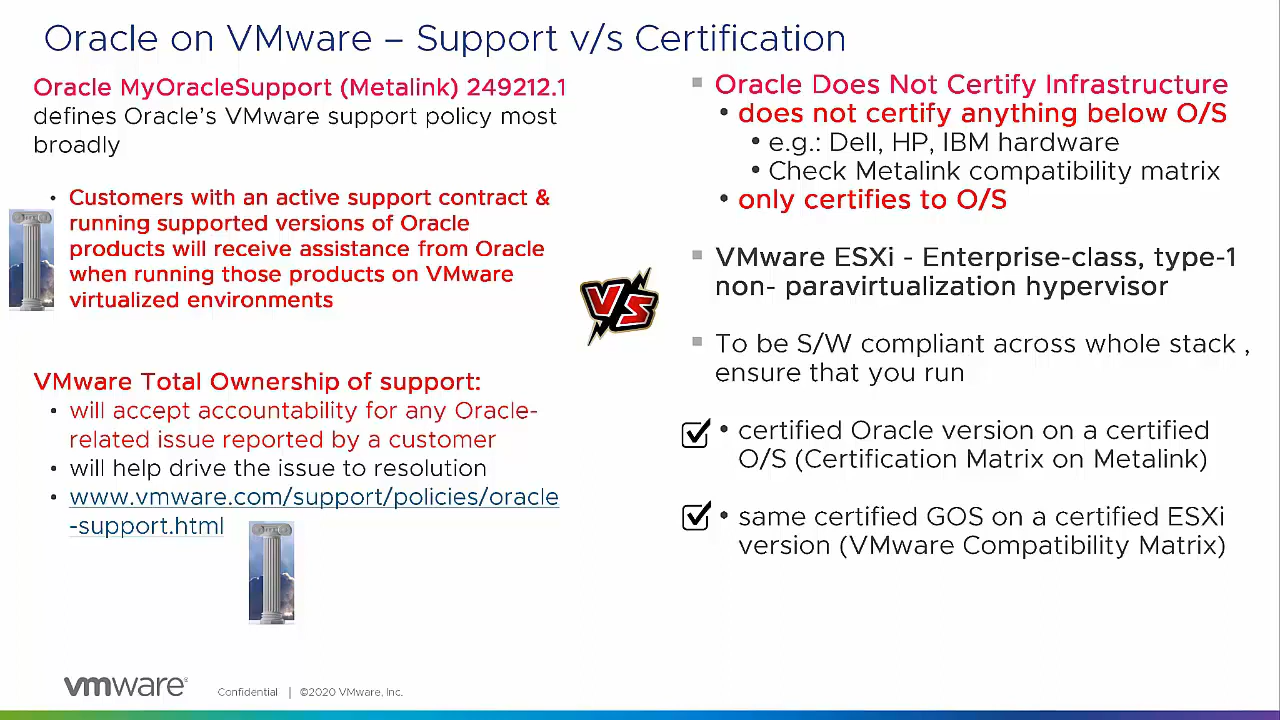 Oracle on VMware – Support v/s Certification
Oracle MyOracleSupport (Metalink) 249212.1
defines Oracle's VMware support policy most
broadly
• Customers with an active support contract &
running supported versions of Oracle
products will receive assistance from Oracle
when running those products on VMware
virtualized environments
VMware Total Ownership of support:
• will accept accountability for any Oracle-
related issue reported by a customer
• will help drive the issue to resolution
• www.vmware.com/support/policies/oracle
-support.html
VS
▪ Oracle Does Not Certify Infrastructure
• does not certify anything below O/S
• e.g.: Dell, HP, IBM hardware
• Check Metalink compatibility matrix
• only certifies to O/S
▪ VMware ESXi - Enterprise-class, type-1
non- paravirtualization hypervisor
▪ To be S/W compliant across whole stack ,
ensure that you run
• certified Oracle version on a certified
O/S (Certification Matrix on Metalink)
• same certified GOS on a certified ESXi
version (VMware Compatibility Matrix)
vmware®
Confidential | ©2020 VMware, Inc.